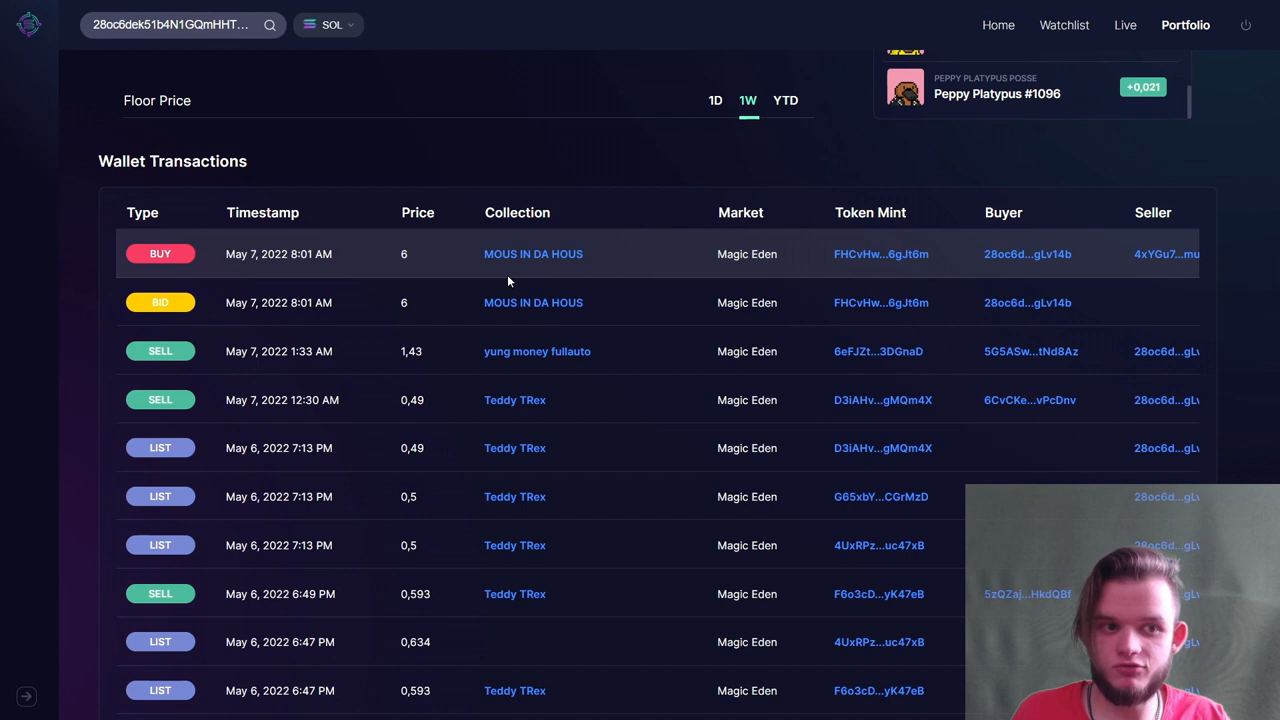 28oc6dek51b4N1GQmHHT... SOL Home Watchlist Live Portfolio
PEPPY PLATYPUS POSSE
Peppy Platypus #1096 +0,021
Floor Price 1D 1W YTD
Wallet Transactions
Type Timestamp Price Collection Market Token Mint Buyer Seller
BUY May 7, 2022 8:01 AM 6 MOUS IN DA HOUS Magic Eden FHCvHw...6gJt6m 28oc6d...gLv14b 4xYGu7...mu
BID May 7, 2022 8:01 AM 6 MOUS IN DA HOUS Magic Eden FHCvHw...6gJt6m 28oc6d...gLv14b
SELL May 7, 2022 1:33 AM 1,43 yung money fullauto Magic Eden 6eFJZt...3DGnaD 5G5ASw...tNd8Az 28oc6d...gLv
SELL May 7, 2022 12:30 AM 0,49 Teddy TRex Magic Eden D3iAHv...gMQm4X 6CvCKe...vPcDnv 28oc6d...gLv
LIST May 6, 2022 7:13 PM 0,49 Teddy TRex Magic Eden D3iAHv...gMQm4X 28oc6d...gLv
LIST May 6, 2022 7:13 PM 0,5 Teddy TRex Magic Eden G65xbY...CGrMzD 28oc6d...gLv
LIST May 6, 2022 7:13 PM 0,5 Teddy TRex Magic Eden 4UxRPz...uc47xB 28oc6d...gLv
SELL May 6, 2022 6:49 PM 0,593 Teddy TRex Magic Eden F6o3cD...yK47eB 5zQZaj...HkdQBf
LIST May 6, 2022 6:47 PM 0,634 Magic Eden 4UxRPz...uc47xB
LIST May 6, 2022 6:47 PM 0,593 Teddy TRex Magic Eden F6o3cD...yK47eB